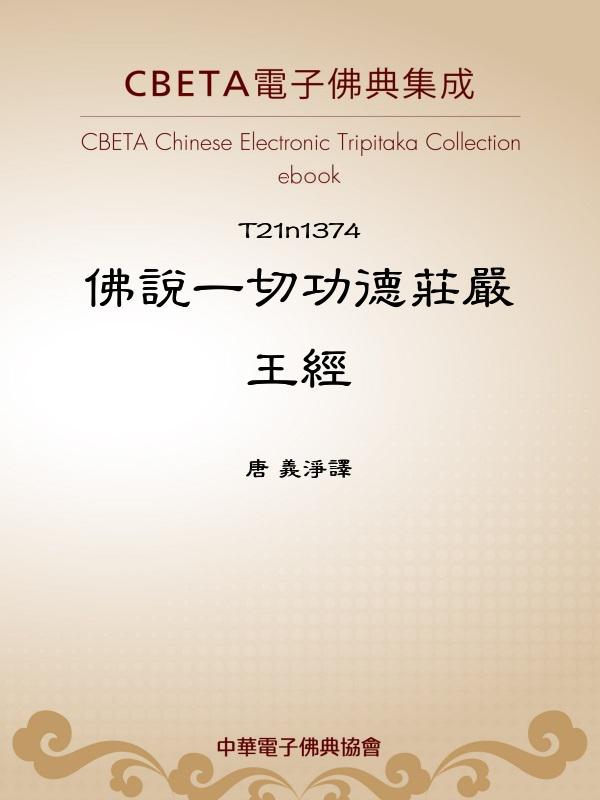 CBETA電子佛典集成
CBETA Chinese Electronic Tripitaka Collection
ebook
T21n1374
佛說一切功德莊嚴
王經
唐 義淨譯
中華電子佛典協會